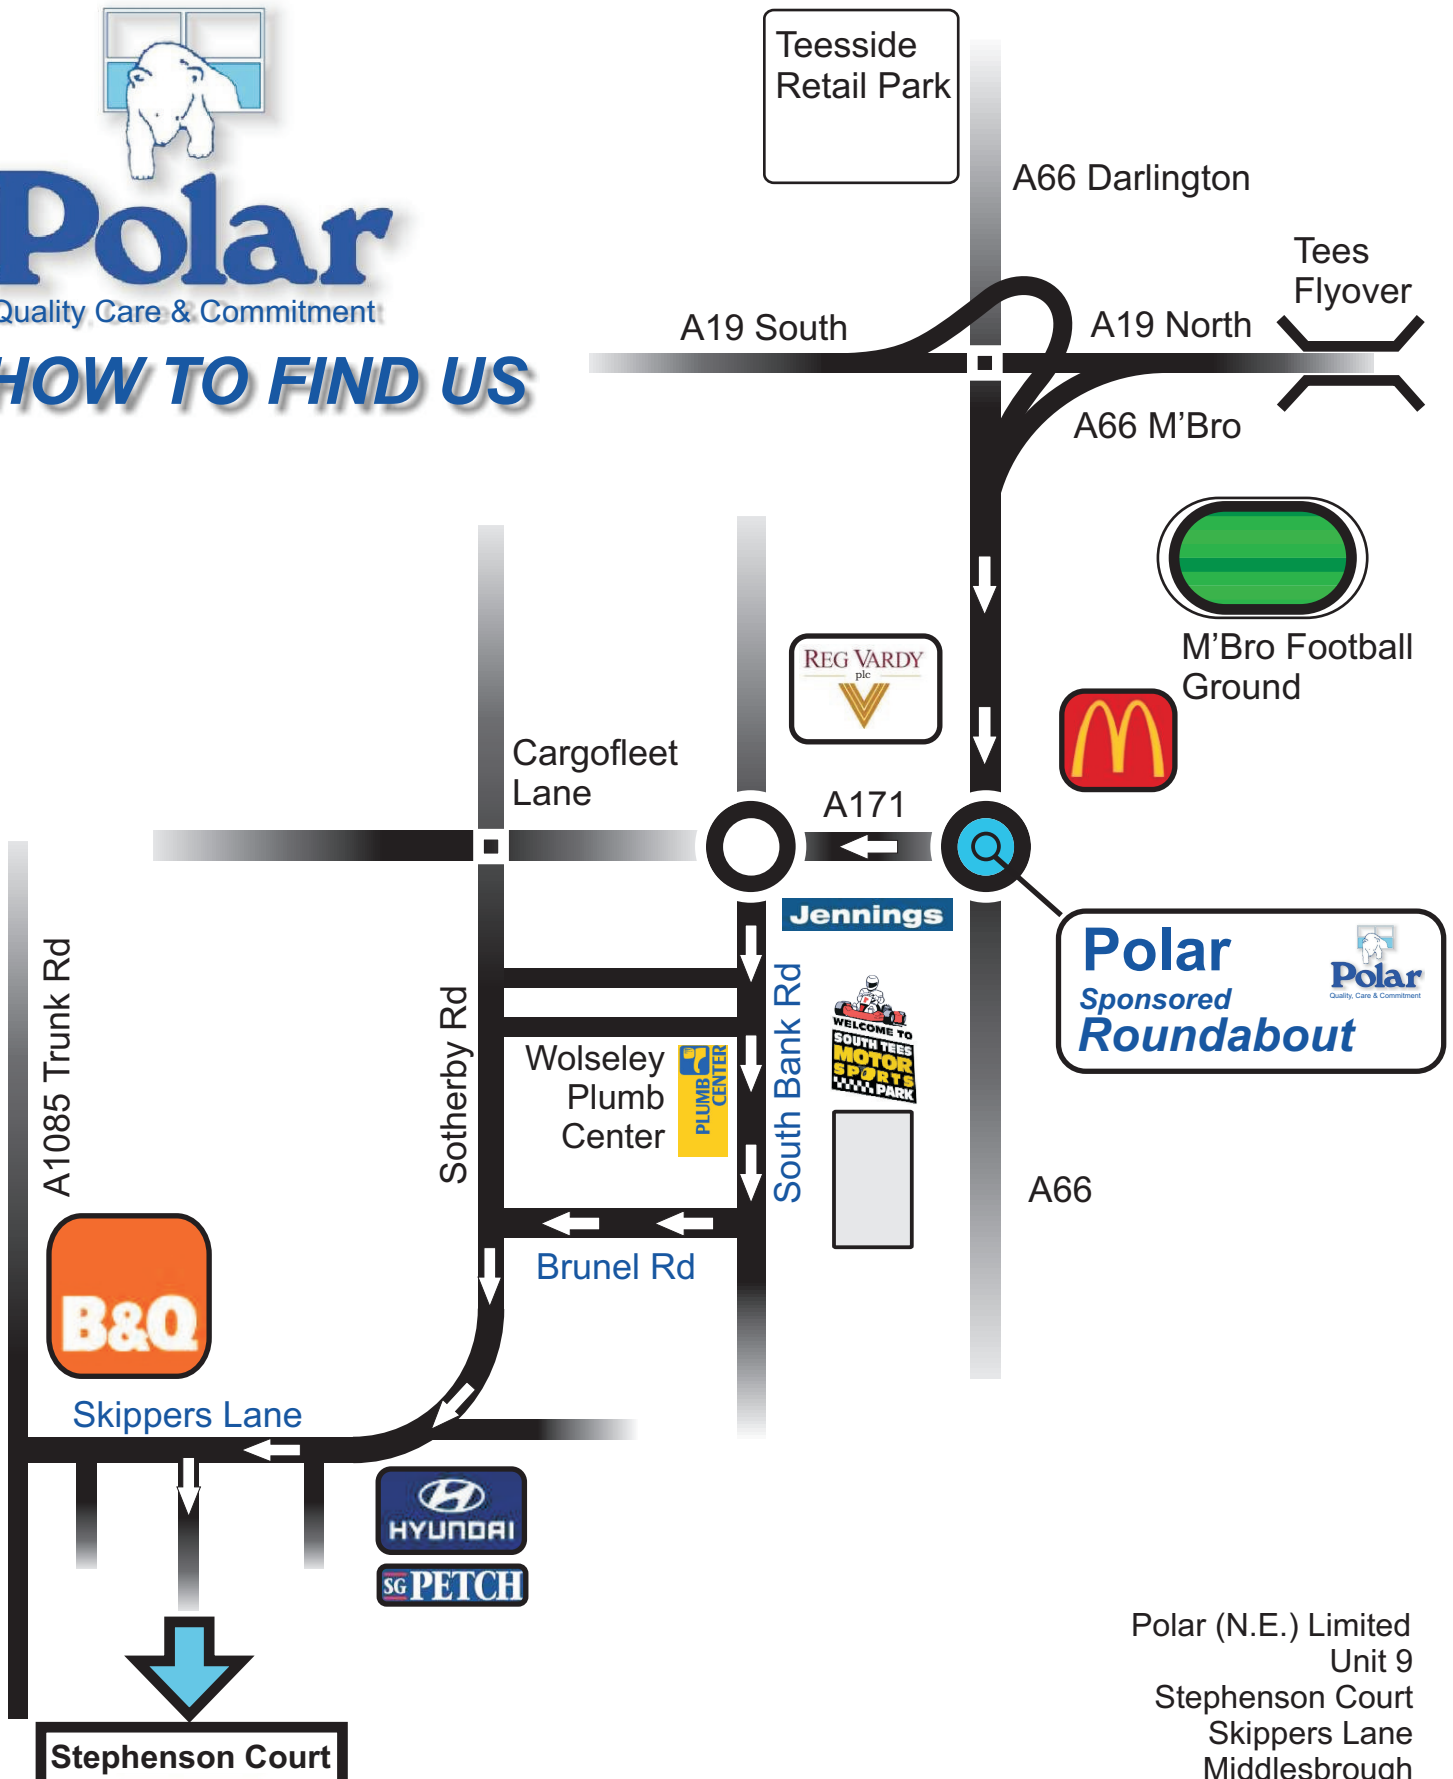 Polar
Quality, Care & Commitment
HOW TO FIND US
Teesside
Retail Park
A66 Darlington
Tees
Flyover
A19 South
A19 North
A66 M'Bro
M'Bro Football
Ground
REG VARDY
plc
Cargofleet
Lane
A171
Jennings
Polar
Sponsored
Roundabout
Polar
Quality, Care & Commitment
A1085 Trunk Rd
Sotherby Rd
Wolseley
Plumb
Center
PLUMB
CENTER
South Bank Rd
WELCOME TO
SOUTH TEES
MOTOR
SPORTS
PARK
A66
Brunel Rd
B&Q
Skippers Lane
HYUNDAI
SG PETCH
Stephenson Court
Polar (N.E.) Limited
Unit 9
Stephenson Court
Skippers Lane
Middlesbrough